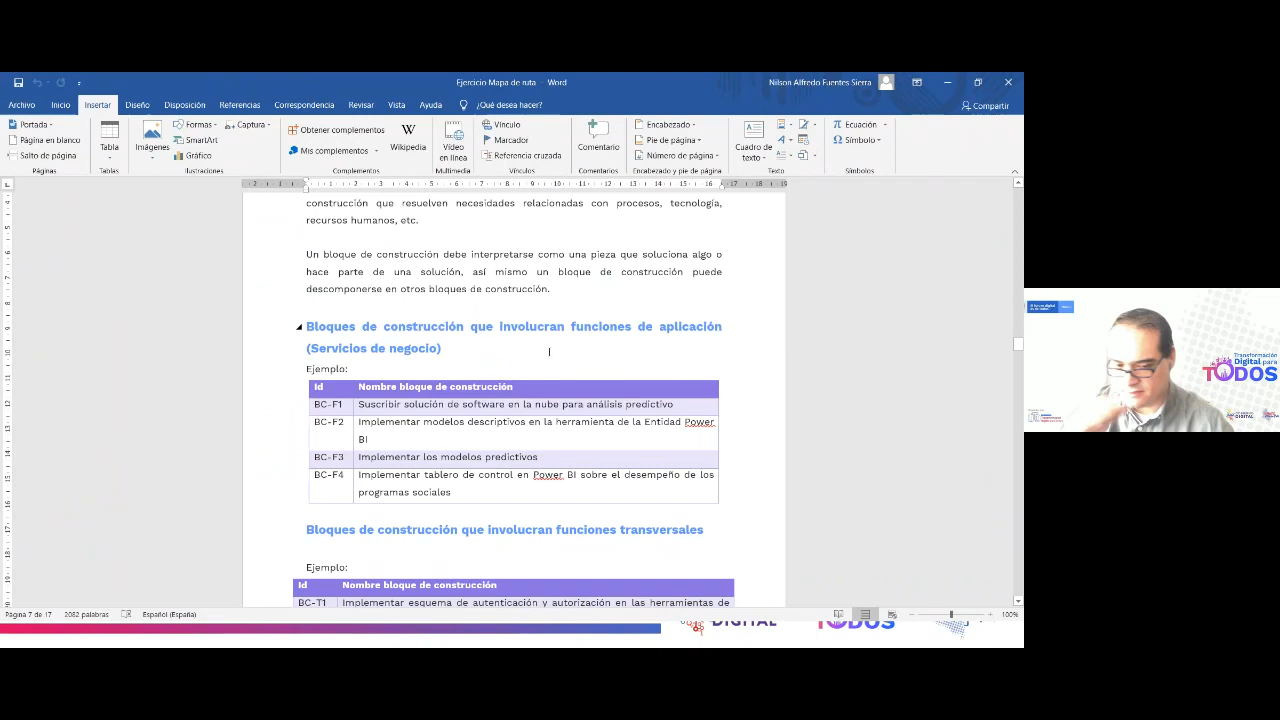 Ejercicio Mapa de ruta - Word
Nilson Alfredo Fuentes Sierra
Archivo Inicio Insertar Diseño Disposición Referencias Correspondencia Revisar Vista Ayuda ¿Qué desea hacer? Compartir
Portada
Página en blanco
Salto de página
Páginas
Tabla
Tablas
Imágenes
Formas
SmartArt
Gráfico
Captura
Ilustraciones
Obtener complementos
Mis complementos
Wikipedia
Complementos
Vídeo
en línea
Multimedia
Vínculo
Marcador
Referencia cruzada
Vínculos
Comentario
Comentarios
Encabezado
Pie de página
Número de página
Encabezado y pie de página
Cuadro de
texto
Texto
Ecuación
Símbolo
Símbolos
construcción que resuelven necesidades relacionadas con procesos, tecnología,
recursos humanos, etc.
Un bloque de construcción debe interpretarse como una pieza que soluciona algo o
hace parte de una solución, así mismo un bloque de construcción puede
descomponerse en otros bloques de construcción.
Bloques de construcción que involucran funciones de aplicación
(Servicios de negocio)
Ejemplo:
Id Nombre bloque de construcción
BC-F1 Suscribir solución de software en la nube para análisis predictivo
BC-F2 Implementar modelos descriptivos en la herramienta de la Entidad Power
BI
BC-F3 Implementar los modelos predictivos
BC-F4 Implementar tablero de control en Power BI sobre el desempeño de los
programas sociales
Bloques de construcción que involucran funciones transversales
Ejemplo:
Id Nombre bloque de construcción
BC-T1 Implementar esquema de autenticación y autorización en las herramientas de
Página 7 de 17 2082 palabras Español (España) 100%
DIGITAL TODOS
Transformación
Digital para
TODOS